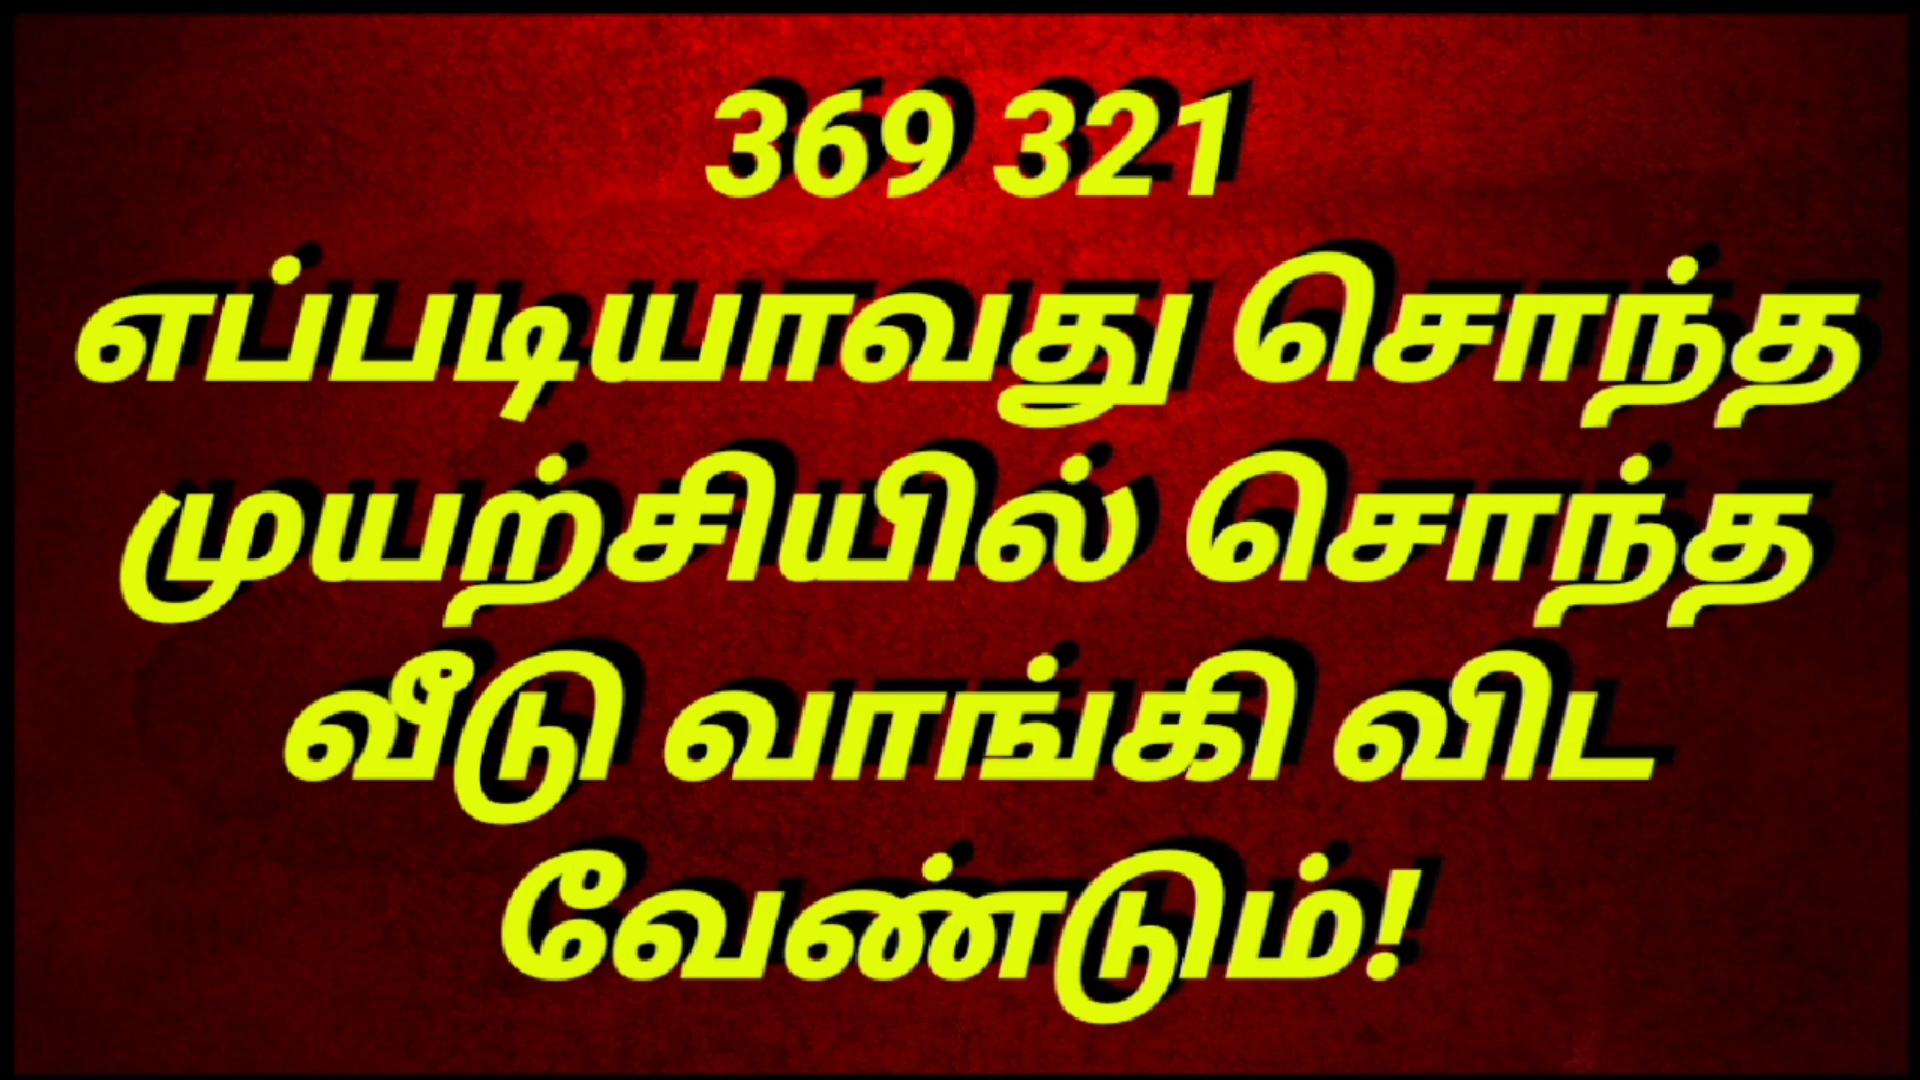 369 321
எப்படியாவது சொந்த
முயற்சியில் சொந்த
வீடு வாங்கி விட
வேண்டும்!